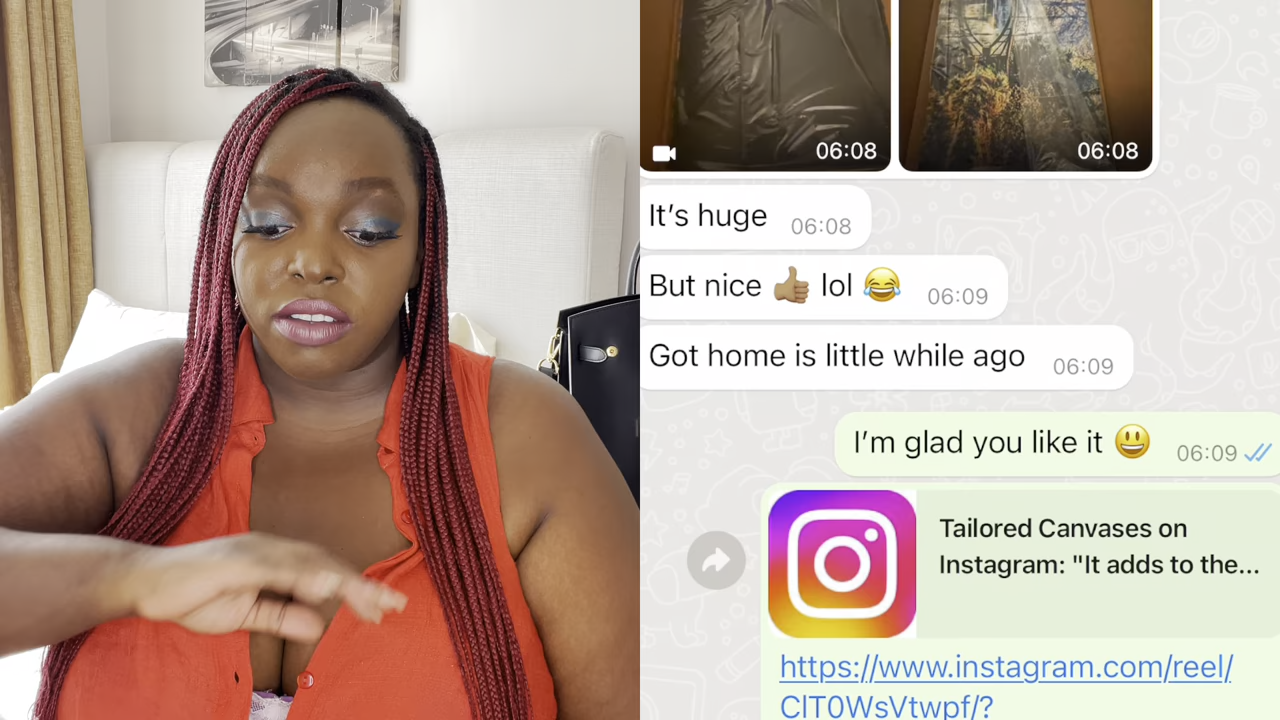 06:08
06:08
It's huge 06:08
But nice 👍🏽 lol 😂 06:09
Got home is little while ago 06:09
I'm glad you like it 😃 06:09
Tailored Canvases on
Instagram: "It adds to the...
https://www.instagram.com/reel/
ClT0WsVtwpf/?